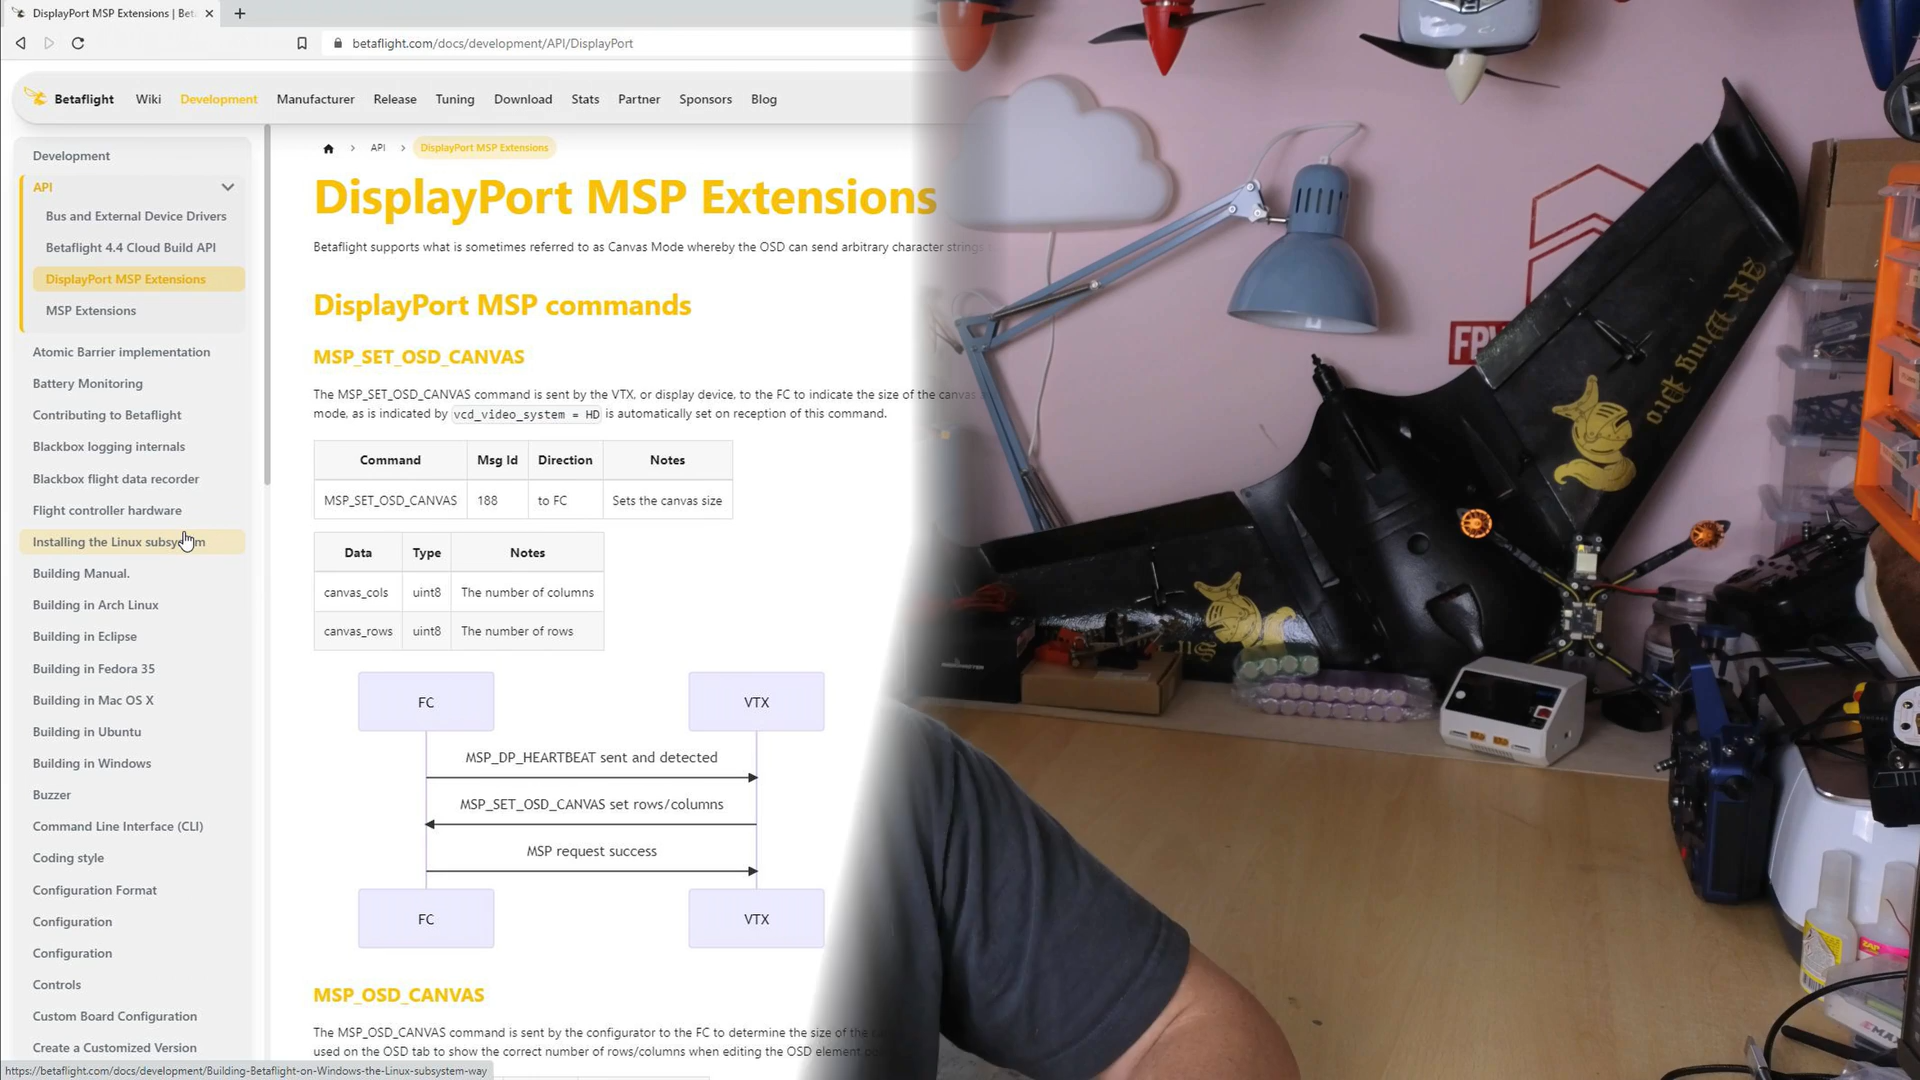 DisplayPort MSP Extensions | Bet
betaflight.com/docs/development/API/DisplayPort
Betaflight
Wiki
Development
Manufacturer
Release
Tuning
Download
Stats
Partner
Sponsors
Blog
Development
API
Bus and External Device Drivers
Betaflight 4.4 Cloud Build API
DisplayPort MSP Extensions
MSP Extensions
Atomic Barrier implementation
Battery Monitoring
Contributing to Betaflight
Blackbox logging internals
Blackbox flight data recorder
Flight controller hardware
Installing the Linux subsystem
Building Manual.
Building in Arch Linux
Building in Eclipse
Building in Fedora 35
Building in Mac OS X
Building in Ubuntu
Building in Windows
Buzzer
Command Line Interface (CLI)
Coding style
Configuration Format
Configuration
Configuration
Controls
Custom Board Configuration
Create a Customized Version
https://betaflight.com/docs/development/Building-Betaflight-on-Windows-the-Linux-subsystem-way
API
DisplayPort MSP Extensions
DisplayPort MSP Extensions
Betaflight supports what is sometimes referred to as Canvas Mode whereby the OSD can send arbitrary character strings
DisplayPort MSP commands
MSP_SET_OSD_CANVAS
The MSP_SET_OSD_CANVAS command is sent by the VTX, or display device, to the FC to indicate the size of the canvas
mode, as is indicated by vcd_video_system = HD is automatically set on reception of this command.
Command Msg Id Direction Notes
MSP_SET_OSD_CANVAS 188 to FC Sets the canvas size
Data Type Notes
canvas_cols uint8 The number of columns
canvas_rows uint8 The number of rows
FC VTX
MSP_DP_HEARTBEAT sent and detected
MSP_SET_OSD_CANVAS set rows/columns
MSP request success
FC VTX
MSP_OSD_CANVAS
The MSP_OSD_CANVAS command is sent by the configurator to the FC to determine the size of the
used on the OSD tab to show the correct number of rows/columns when editing the OSD element
FPV
AR Wing Pro